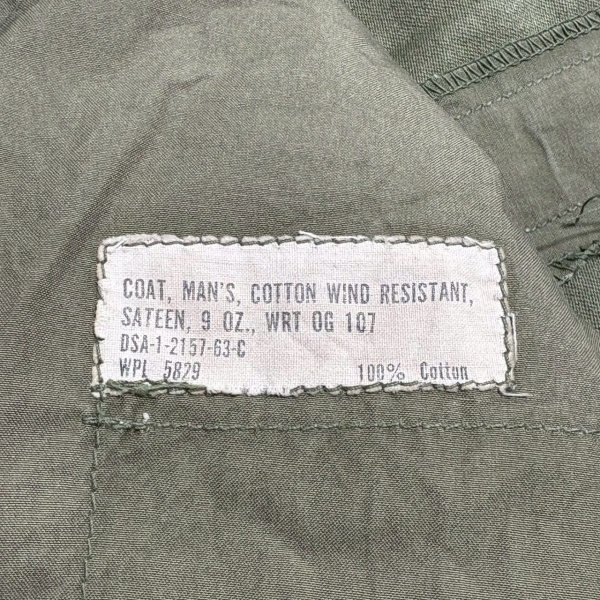 COAT, MAN'S, COTTON WIND RESISTANT,
SATEEN, 9 OZ., WRT OG 107
DSA-1-2157-63-C
WPL 5829 100% Cotton